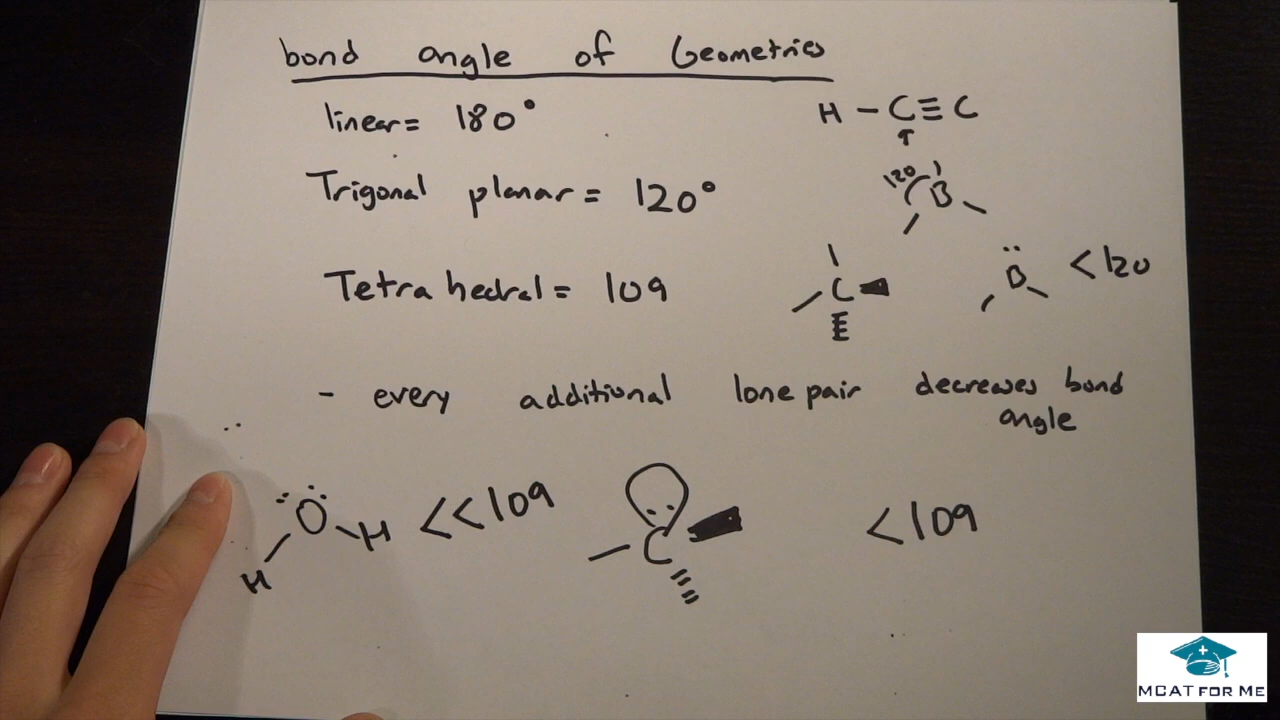 bond angle of Geometries
linear = 180°
H - C ≡ C
↑
Trigonal planar = 120°
120
B
Tetrahedral = 109
C
B
< 120
- every additional lone pair decreases bond
angle
H
O
H
<< 109
C
< 109
MCAT FOR ME